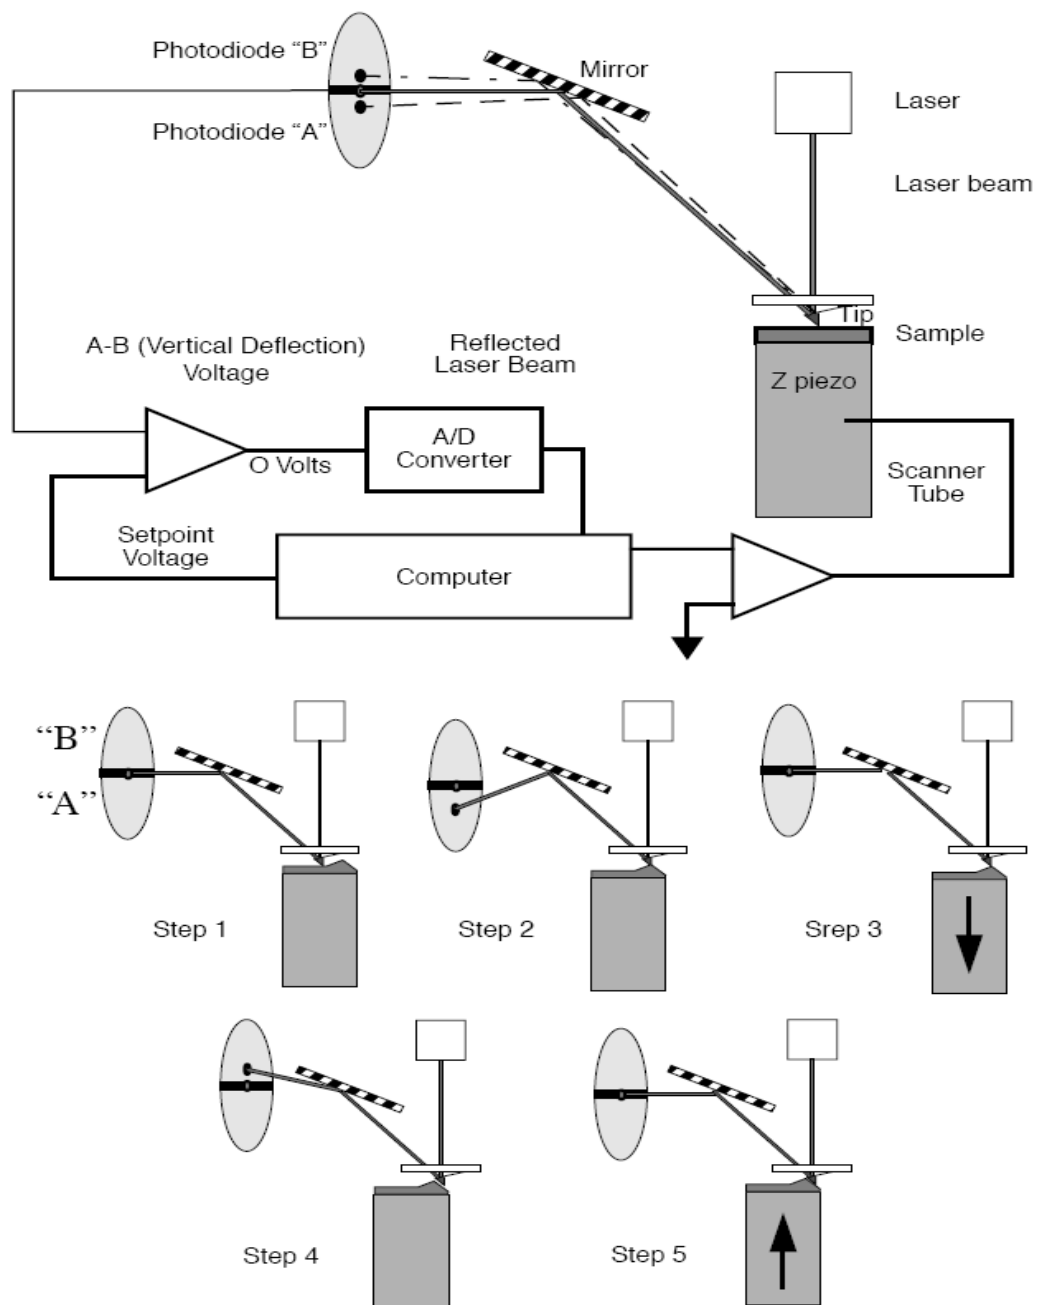 Photodiode “B”
Mirror
Laser
Photodiode “A”
Laser beam
Tip
Sample
A-B (Vertical Deflection)
Voltage
Reflected
Laser Beam
Z piezo
A/D
Converter
O Volts
Scanner
Tube
Setpoint
Voltage
Computer
“B”
“A”
Step 1
Step 2
Srep 3
Step 4
Step 5